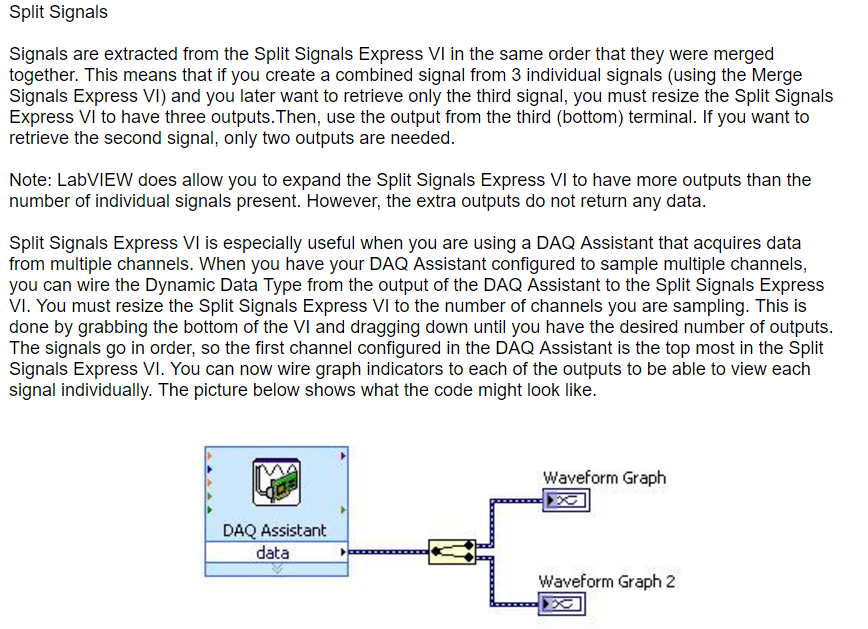 Split Signals
Signals are extracted from the Split Signals Express VI in the same order that they were merged
together. This means that if you create a combined signal from 3 individual signals (using the Merge
Signals Express VI) and you later want to retrieve only the third signal, you must resize the Split Signals
Express VI to have three outputs.Then, use the output from the third (bottom) terminal. If you want to
retrieve the second signal, only two outputs are needed.
Note: LabVIEW does allow you to expand the Split Signals Express VI to have more outputs than the
number of individual signals present. However, the extra outputs do not return any data.
Split Signals Express VI is especially useful when you are using a DAQ Assistant that acquires data
from multiple channels. When you have your DAQ Assistant configured to sample multiple channels,
you can wire the Dynamic Data Type from the output of the DAQ Assistant to the Split Signals Express
VI. You must resize the Split Signals Express VI to the number of channels you are sampling. This is
done by grabbing the bottom of the VI and dragging down until you have the desired number of outputs.
The signals go in order, so the first channel configured in the DAQ Assistant is the top most in the Split
Signals Express VI. You can now wire graph indicators to each of the outputs to be able to view each
signal individually. The picture below shows what the code might look like.
Waveform Graph
DAQ Assistant
data
Waveform Graph 2